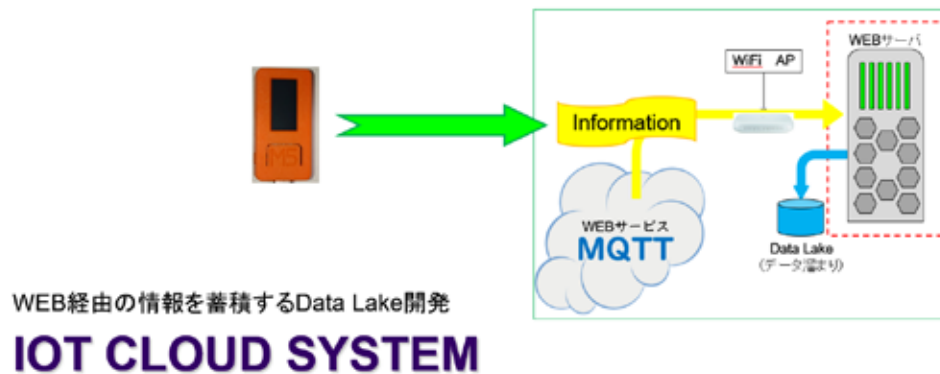 WEBサーバ
WiFi AP
Information
iMS
WEBサービス
MQTT
Data Lake
(データ溜まり)
WEB経由の情報を蓄積するData Lake開発
IOT CLOUD SYSTEM